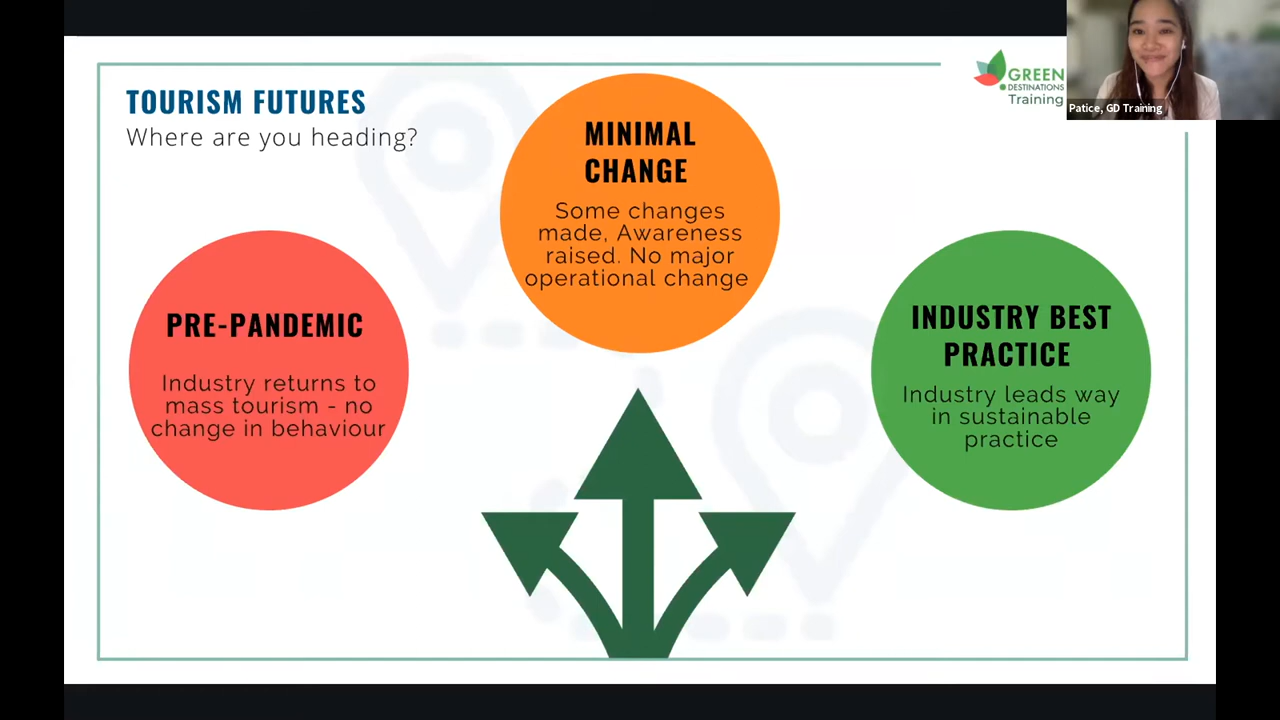 TOURISM FUTURES
Where are you heading?
GREEN
DESTINATIONS
Training
Patice, GD Training
MINIMAL
CHANGE
Some changes
made, Awareness
raised. No major
operational change
PRE-PANDEMIC
Industry returns to
mass tourism - no
change in behaviour
INDUSTRY BEST
PRACTICE
Industry leads way
in sustainable
practice